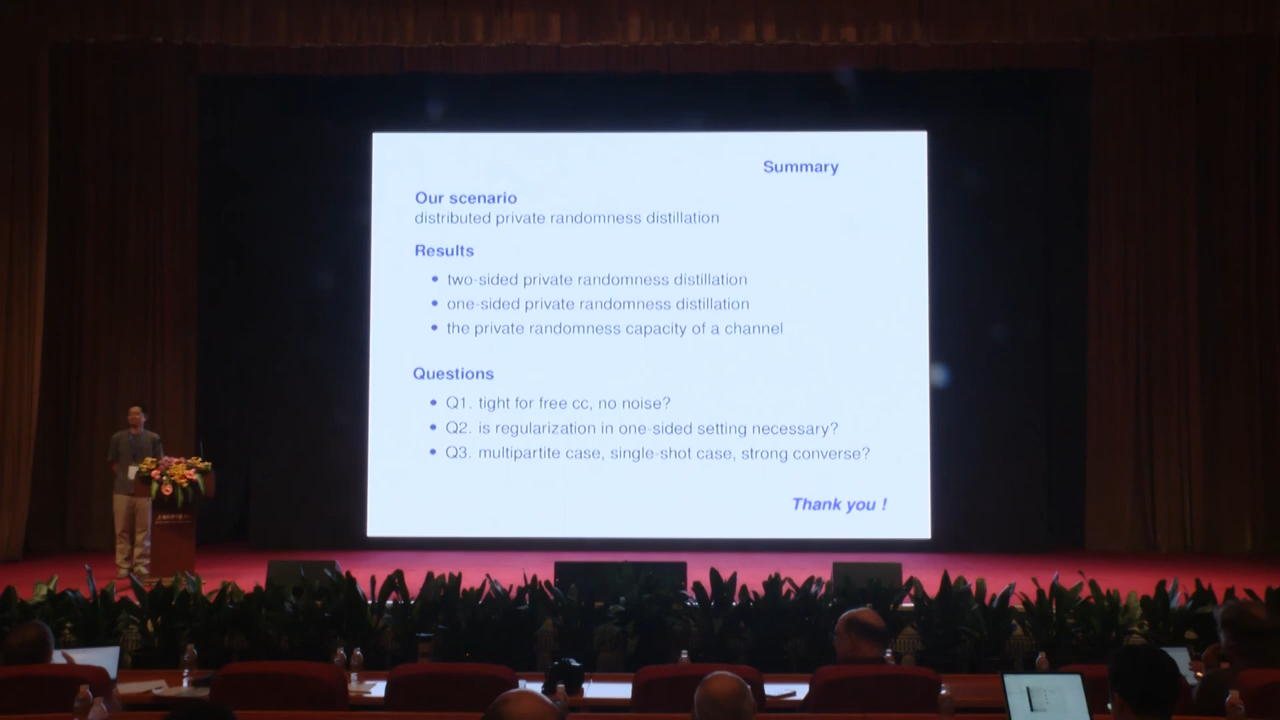 Summary
Our scenario
distributed private randomness distillation
Results
• two-sided private randomness distillation
• one-sided private randomness distillation
• the private randomness capacity of a channel
Questions
• Q1. tight for free cc, no noise?
• Q2. is regularization in one-sided setting necessary?
• Q3. multipartite case, single-shot case, strong converse?
Thank you !